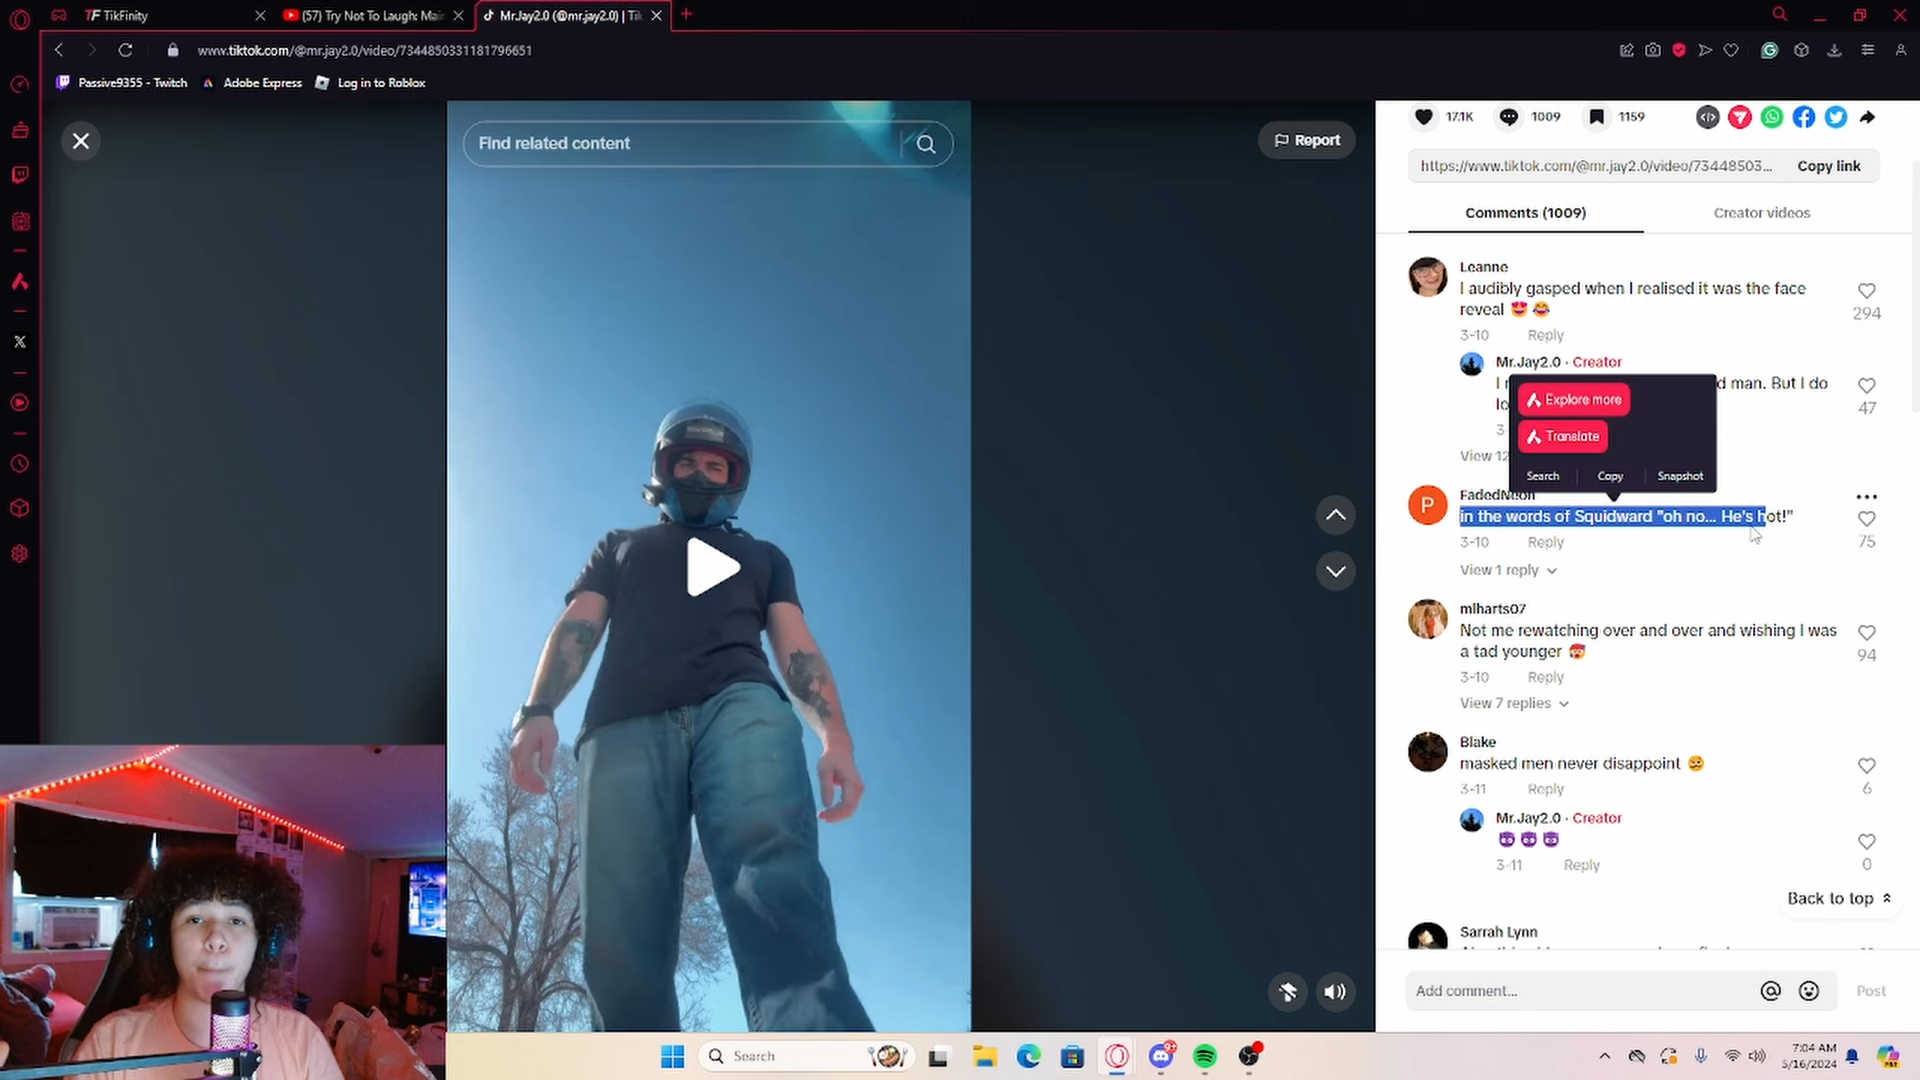 TikFinity
(57) Try Not To Laugh: Mai
MrJay2.0 (@mr.jay2.0) | Ti
www.tiktok.com/@mr.jay2.0/video/7344850331181796651
Passive9355 - Twitch
Adobe Express
Log in to Roblox
Find related content
Report
17.1K
1009
1159
https://www.tiktok.com/@mr.jay2.0/video/73448503...
Copy link
Comments (1009)
Creator videos
Leanne
I audibly gasped when I realised it was the face
reveal 😍 😂
294
3-10 Reply
Mr.Jay2.0 · Creator
d man. But I do
lo
47
View 12
Explore more
Translate
Search
Copy
Snapshot
P
FadedNeon
in the words of Squidward "oh no... He's hot!"
3-10 Reply
75
View 1 reply
mlharts07
Not me rewatching over and over and wishing I was
a tad younger 🥵
94
3-10 Reply
View 7 replies
Blake
masked men never disappoint 🥴
3-11 Reply
6
Mr.Jay2.0 · Creator
😈 😈 😈
3-11 Reply
0
Back to top
Sarrah Lynn
Add comment...
Post
Search
9+
7:04 AM
5/16/2024